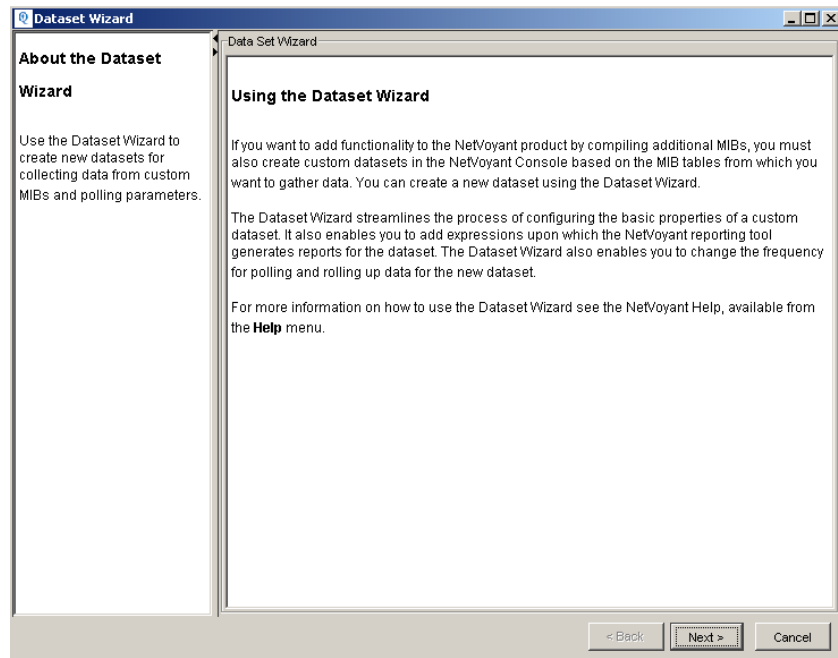 Dataset Wizard
About the Dataset
Wizard
Use the Dataset Wizard to
create new datasets for
collecting data from custom
MIBs and polling parameters.
Data Set Wizard
Using the Dataset Wizard
If you want to add functionality to the NetVoyant product by compiling additional MIBs, you must
also create custom datasets in the NetVoyant Console based on the MIB tables from which you
want to gather data. You can create a new dataset using the Dataset Wizard.
The Dataset Wizard streamlines the process of configuring the basic properties of a custom
dataset. It also enables you to add expressions upon which the NetVoyant reporting tool
generates reports for the dataset. The Dataset Wizard also enables you to change the frequency
for polling and rolling up data for the new dataset.
For more information on how to use the Dataset Wizard see the NetVoyant Help, available from
the Help menu.
< Back
Next >
Cancel